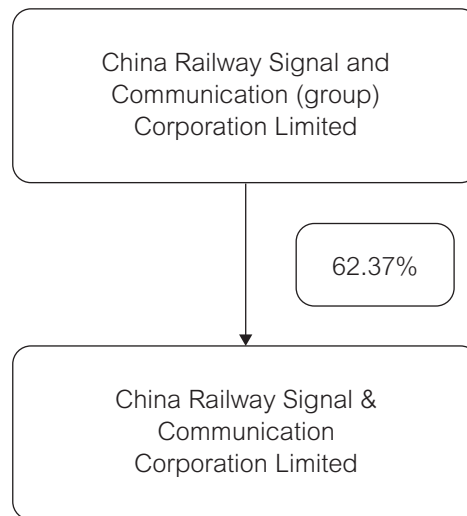 China Railway Signal and
Communication (group)
Corporation Limited
62.37%
China Railway Signal &
Communication
Corporation Limited